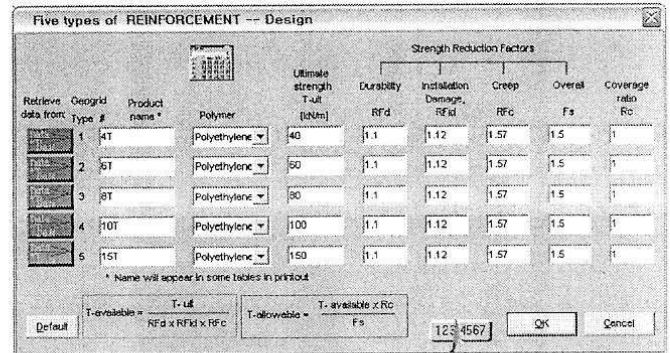 Five types of REINFORCEMENT -- Design
Strength Reduction Factors
Retrieve data from: Geogrid Type # Product name * Polymer Ultimate strength T-ult [kN/m] Durability RFd Installation Damage, RFid Creep RFc Overall Fs Coverage ratio Rc
1 4T Polyethylene 40 1.1 1.12 1.57 1.5 1
2 6T Polyethylene 60 1.1 1.12 1.57 1.5 1
3 8T Polyethylene 80 1.1 1.12 1.57 1.5 1
4 10T Polyethylene 100 1.1 1.12 1.57 1.5 1
5 15T Polyethylene 150 1.1 1.12 1.57 1.5 1
* Name will appear in some tables in printout
Default
T-available = T-ult
RFd x RFid x RFc
T-allowable = T-available x Rc
Fs
123 4567
OK
Cancel